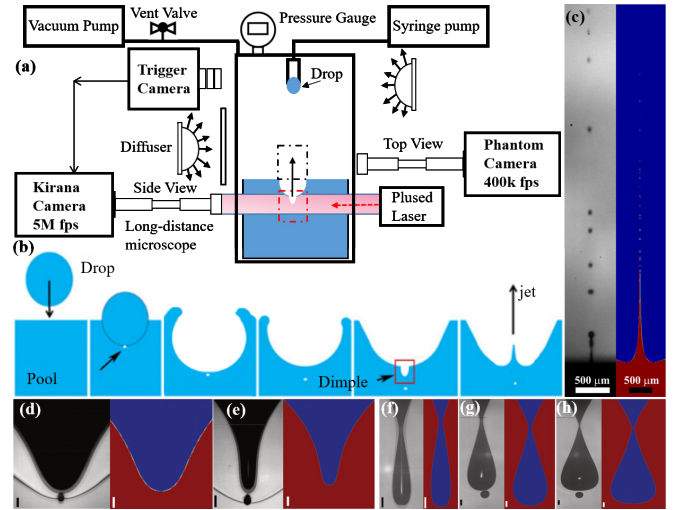 Vacuum Pump
Vent Valve
Pressure Gauge
Syringe pump
(c)
(a)
Trigger
Camera
Drop
Diffuser
Top View
Phantom
Camera
400k fps
Kirana
Camera
5M fps
Side View
Long-distance
microscope
Plused
Laser
(b)
Drop
jet
Pool
Dimple
500 μm
500 μm
(d)
(e)
(f)
(g)
(h)